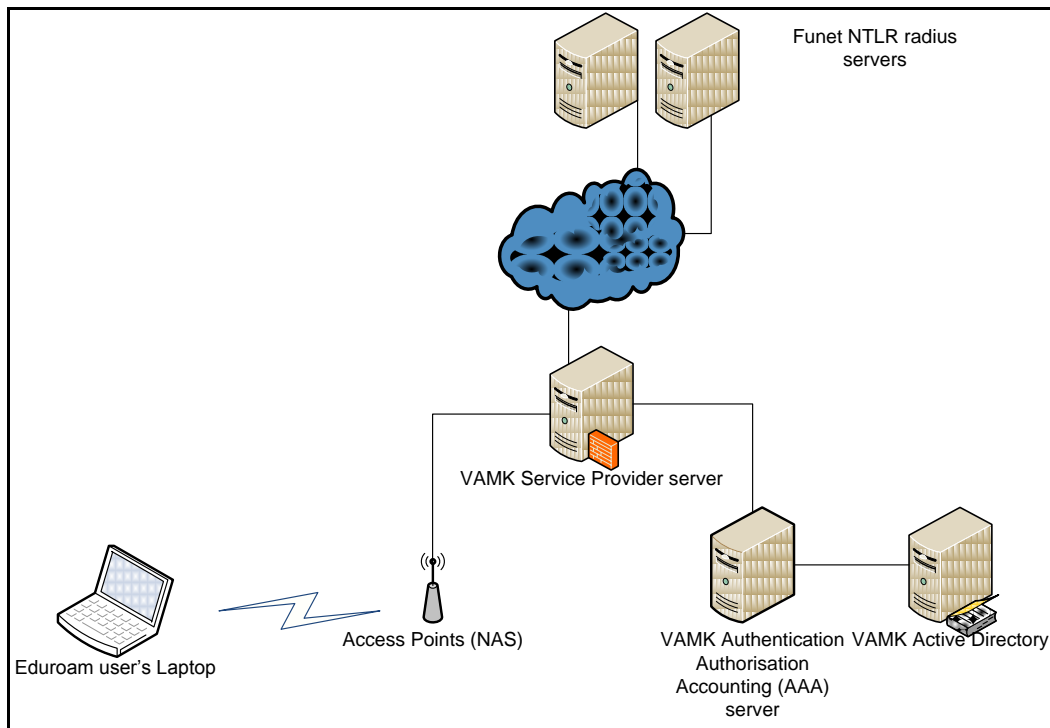 Funet NTLR radius
servers
VAMK Service Provider server
Eduroam user's Laptop
Access Points (NAS)
VAMK Authentication
Authorisation
Accounting (AAA)
server
VAMK Active Directory